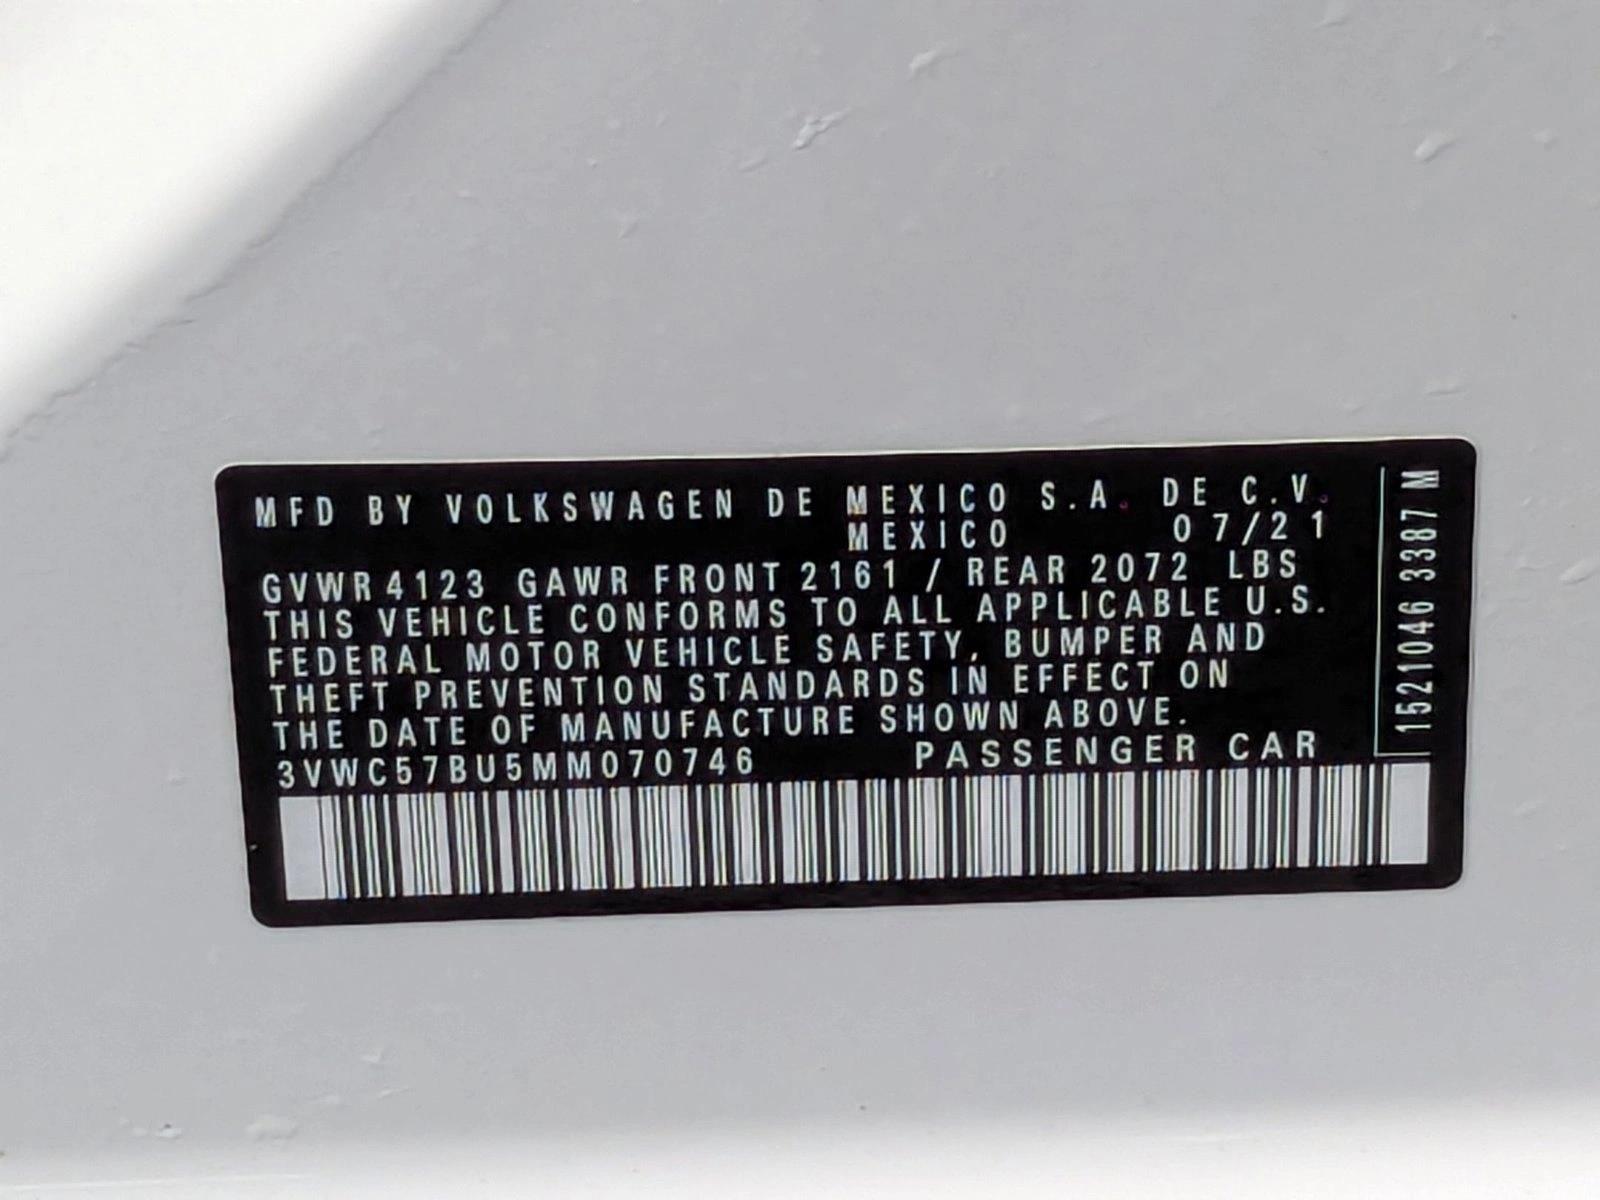 MFD BY VOLKSWAGEN DE MEXICO S.A. DE C.V.
MEXICO 07/21
GVWR 4123 GAWR FRONT 2161 / REAR 2072 LBS
THIS VEHICLE CONFORMS TO ALL APPLICABLE U.S.
FEDERAL MOTOR VEHICLE SAFETY, BUMPER AND
THEFT PREVENTION STANDARDS IN EFFECT ON
THE DATE OF MANUFACTURE SHOWN ABOVE.
3VWC57BU5MM070746 PASSENGER CAR
1521046 3387 M